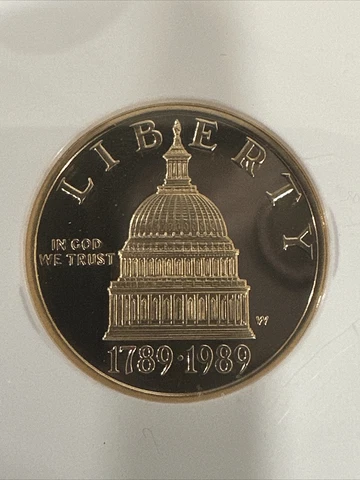 LIBERTY
IN GOD
WE TRUST
W
1789·1989